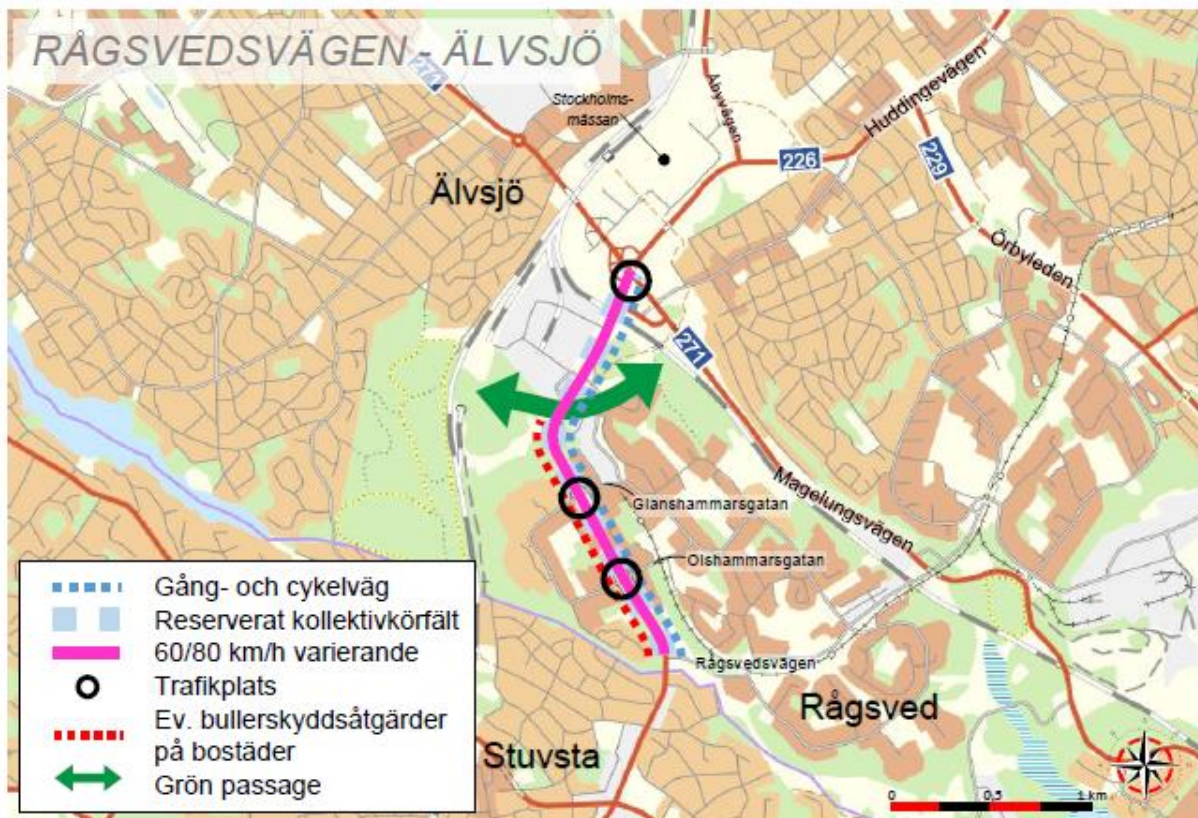 RÅGSVEDSVÄGEN - ÄLVSJÖ
271
Stockholms-
mässan
Åbyvägen
Huddingevägen
226
229
Älvsjö
Örbyleden
271
Magelungsvägen
Glanshammarsgatan
Olshammarsgatan
Rågsvedsvägen
Rågsved
Stuvsta
Gång- och cykelväg
Reserverat kollektivkörfält
60/80 km/h varierande
Trafikplats
Ev. bullerskyddsåtgärder
på bostäder
Grön passage
0 0,5 1 km